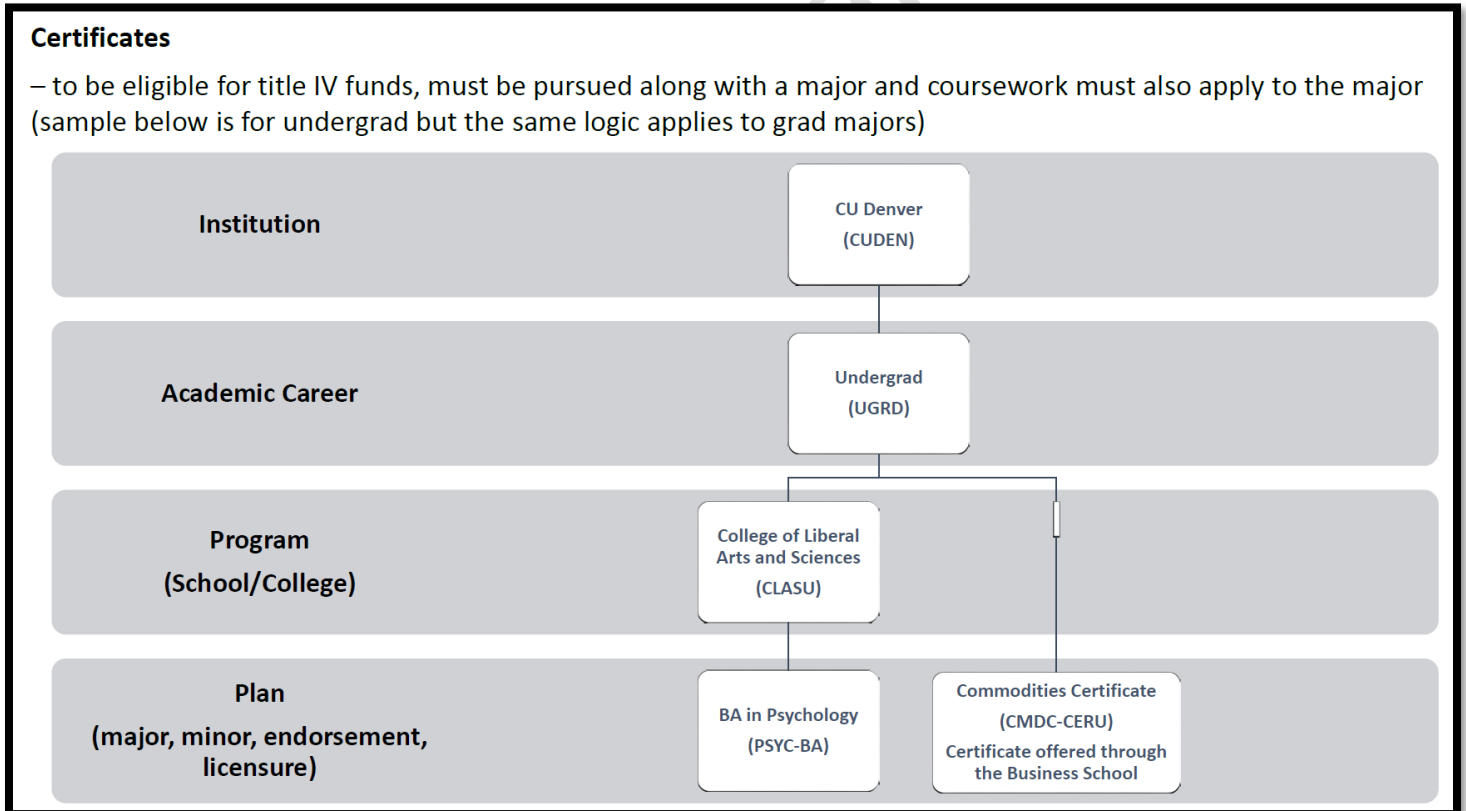 Certificates
– to be eligible for title IV funds, must be pursued along with a major and coursework must also apply to the major
(sample below is for undergrad but the same logic applies to grad majors)
Institution
CU Denver
(CUDEN)
Academic Career
Undergrad
(UGRD)
Program
(School/College)
College of Liberal
Arts and Sciences
(CLASU)
Plan
(major, minor, endorsement,
licensure)
BA in Psychology
(PSYC-BA)
Commodities Certificate
(CMDC-CERU)
Certificate offered through
the Business School